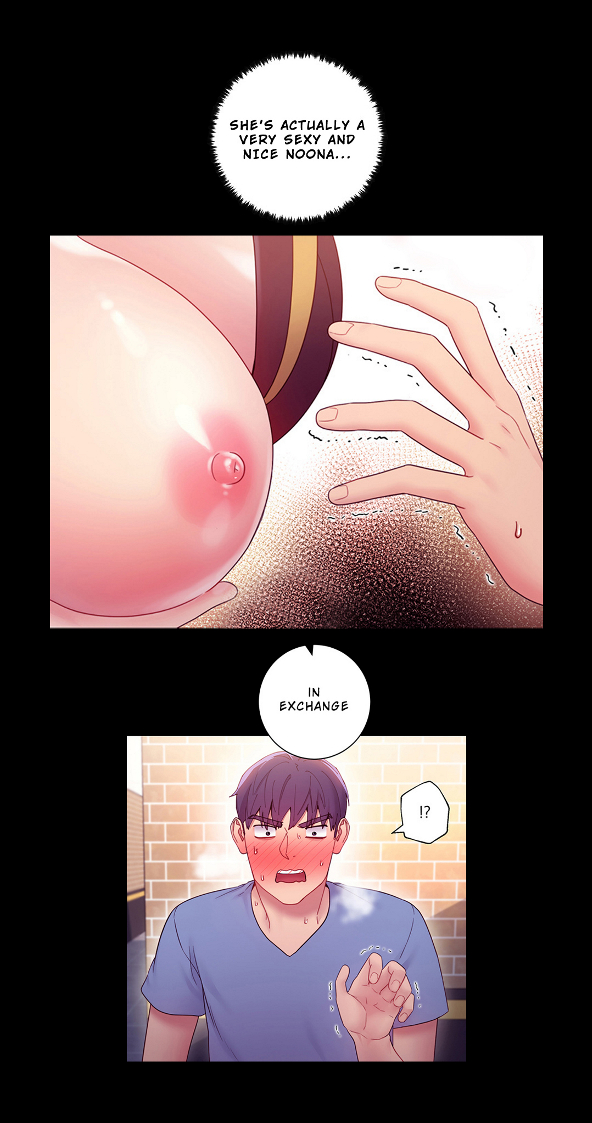 SHE'S ACTUALLY A
VERY SEXY AND
NICE NOONA...
IN
EXCHANGE
!?